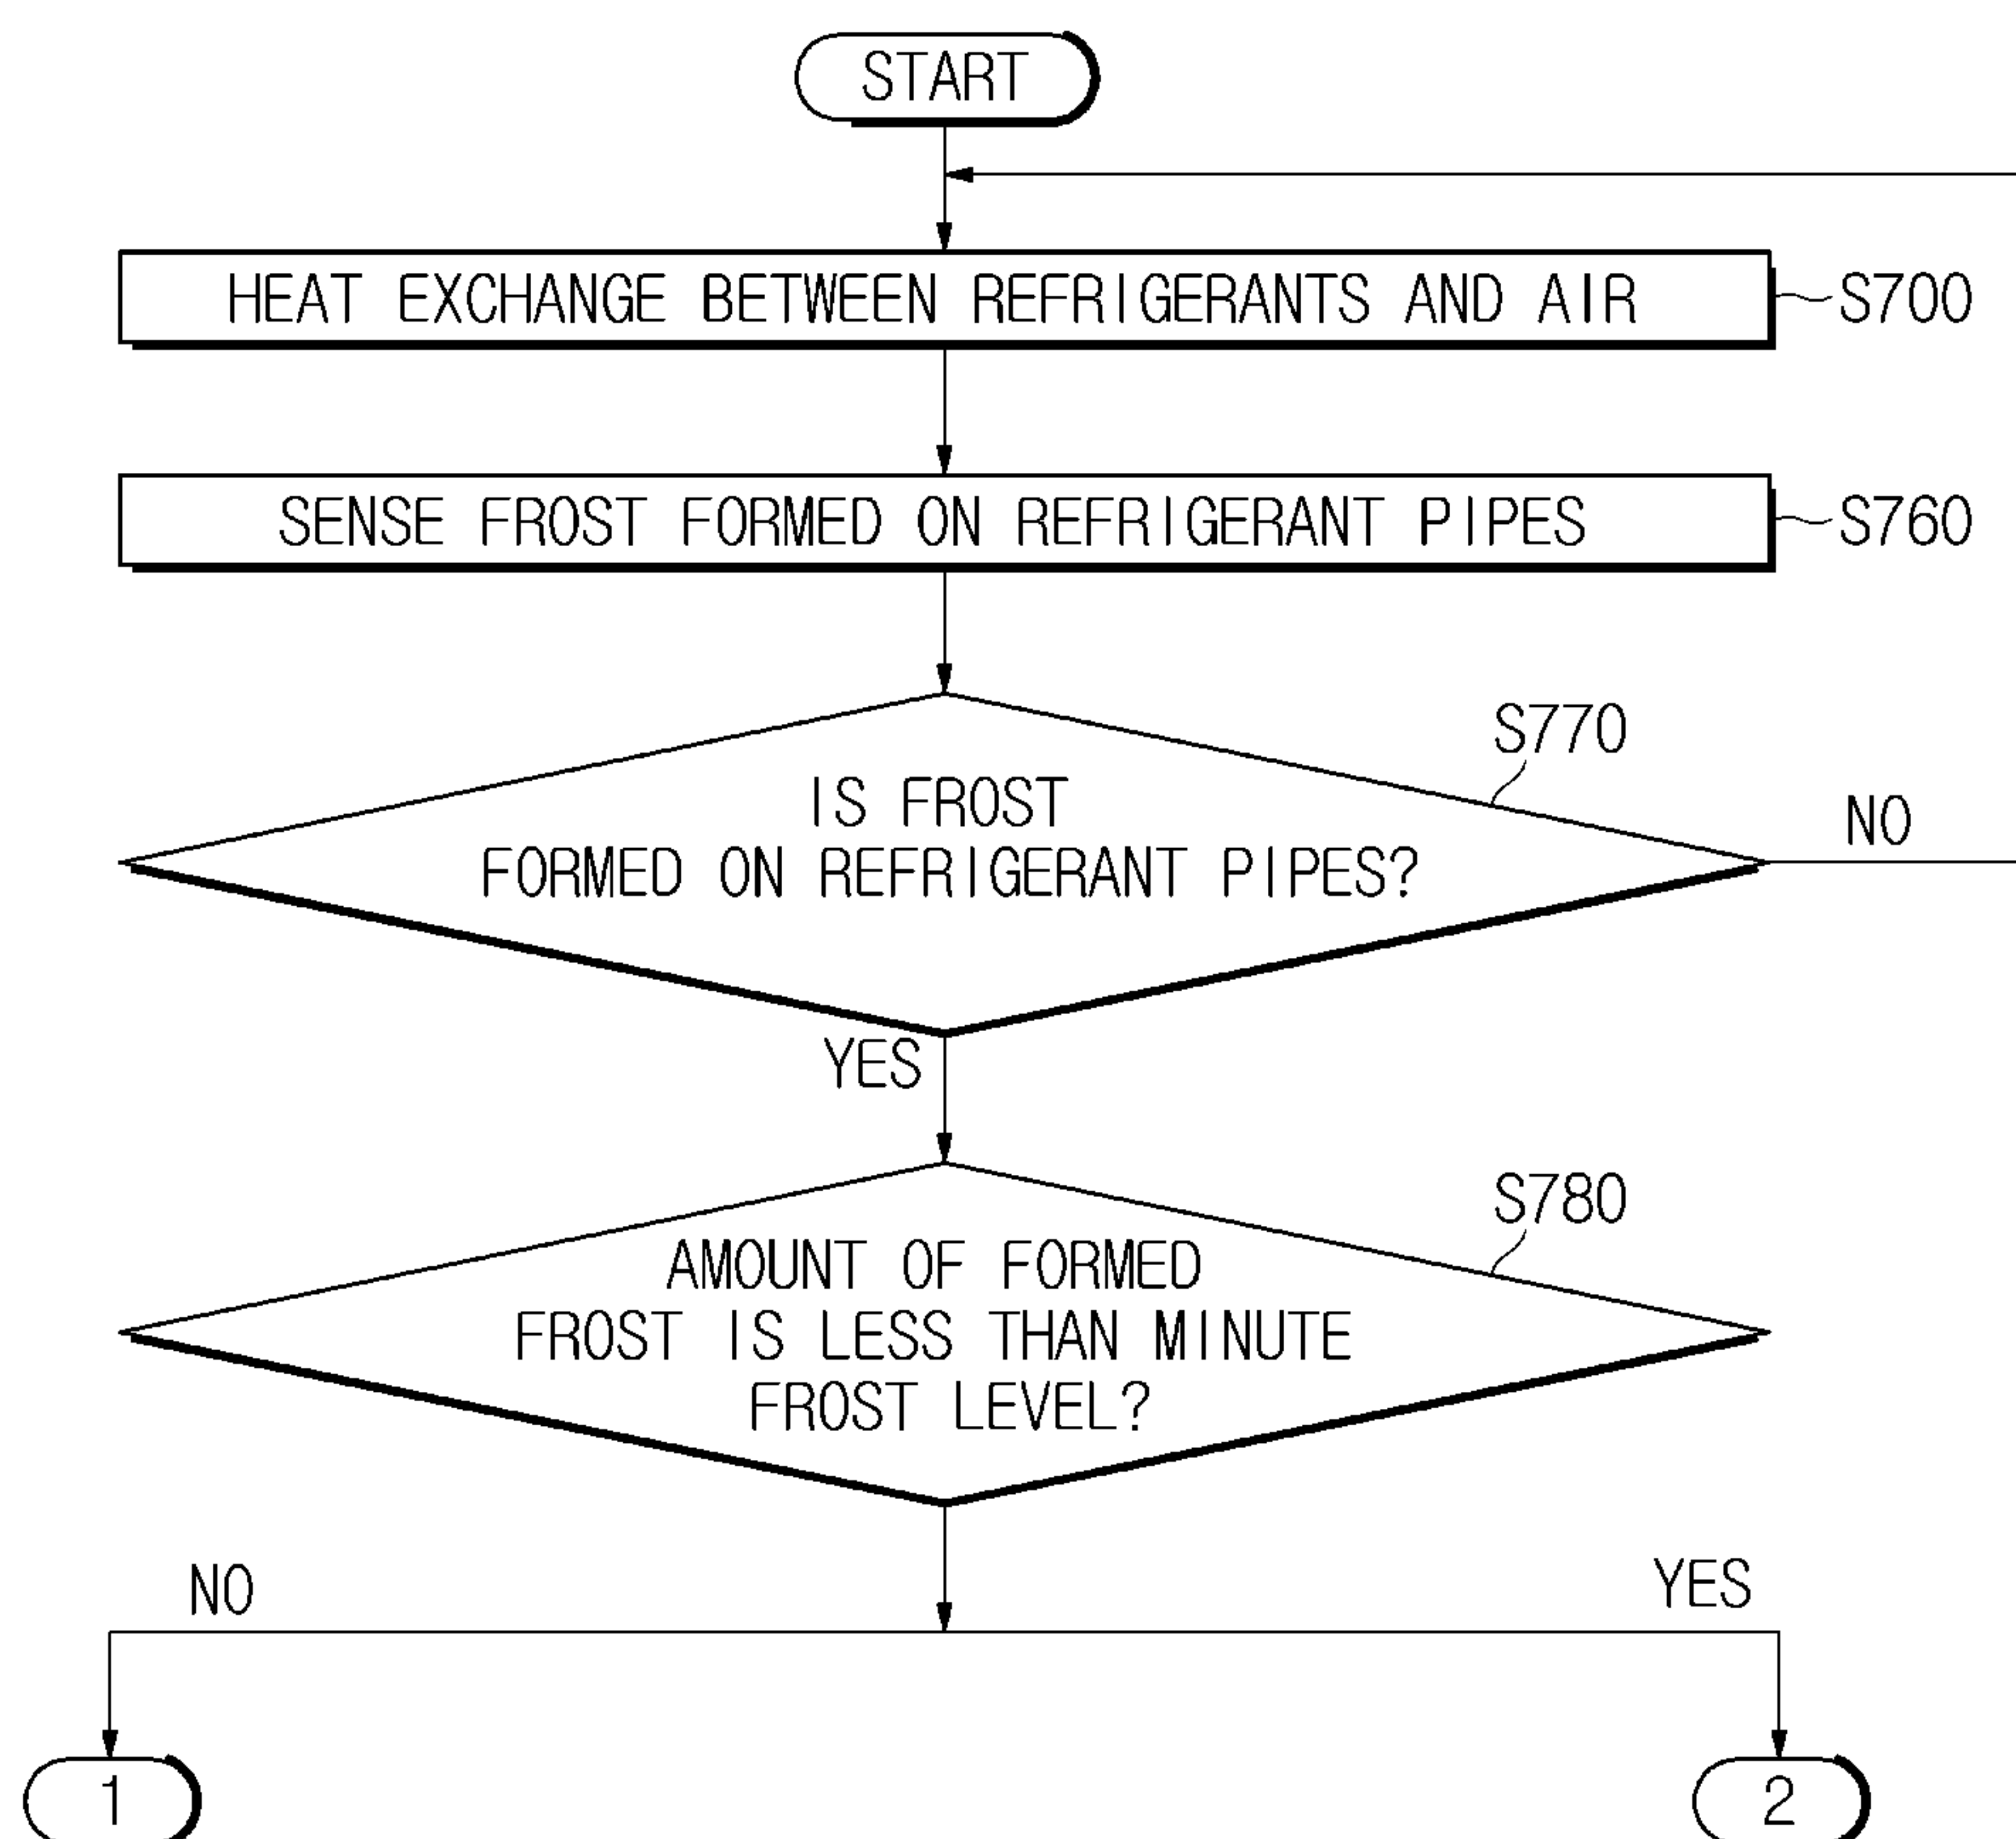 START
HEAT EXCHANGE BETWEEN REFRIGERANTS AND AIR
S700
SENSE FROST FORMED ON REFRIGERANT PIPES
S760
S770
IS FROST
FORMED ON REFRIGERANT PIPES?
NO
YES
S780
AMOUNT OF FORMED
FROST IS LESS THAN MINUTE
FROST LEVEL?
NO
YES
1
2